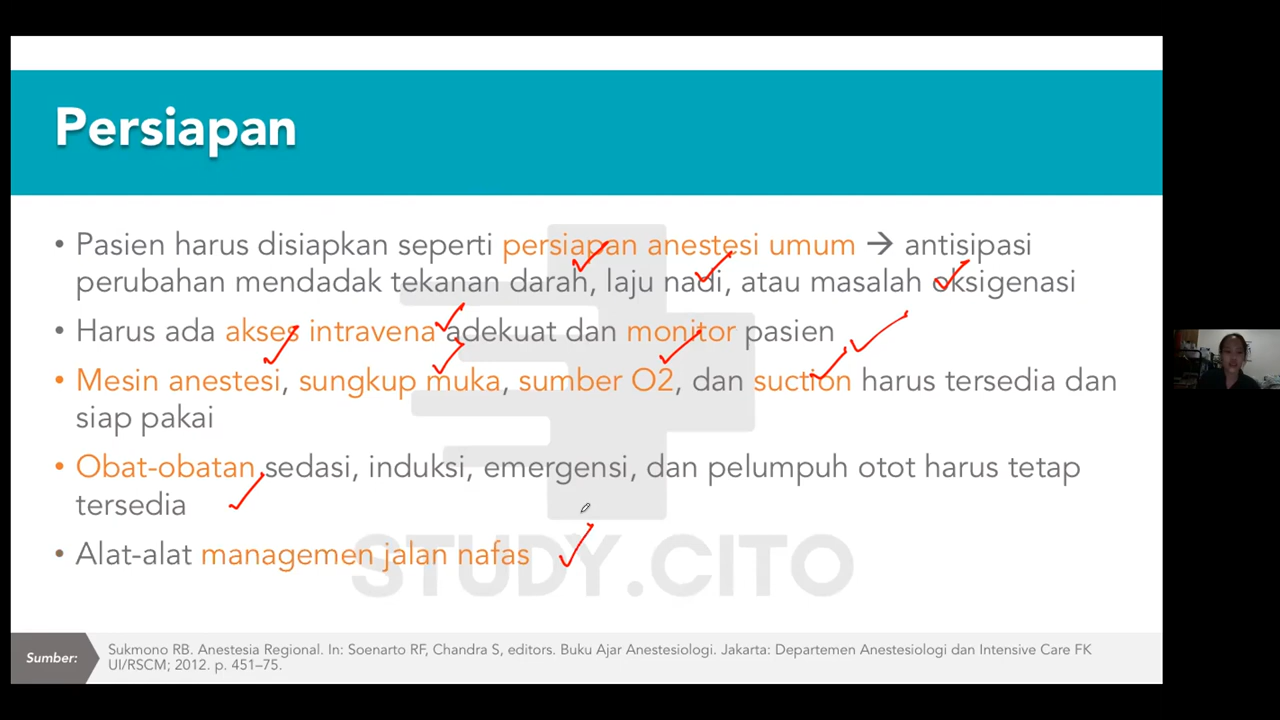 Persiapan
• Pasien harus disiapkan seperti persiapan anestesi umum → antisipasi
perubahan mendadak tekanan darah, laju nadi, atau masalah oksigenasi
• Harus ada akses intravena adekuat dan monitor pasien
• Mesin anestesi, sungkup muka, sumber O2, dan suction harus tersedia dan
siap pakai
• Obat-obatan sedasi, induksi, emergensi, dan pelumpuh otot harus tetap
tersedia
• Alat-alat managemen jalan nafas
STUDY.CITO
Sumber:
Sukmono RB. Anestesia Regional. In: Soenarto RF, Chandra S, editors. Buku Ajar Anestesiologi. Jakarta: Departemen Anestesiologi dan Intensive Care FK
UI/RSCM; 2012. p. 451–75.